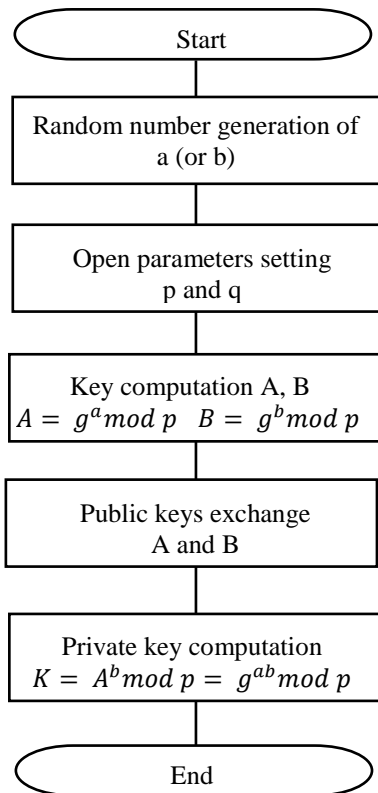 Start
Random number generation of
a (or b)
Open parameters setting
p and q
Key computation A, B
A = g^a mod p B = g^b mod p
Public keys exchange
A and B
Private key computation
K = A^b mod p = g^{ab} mod p
End